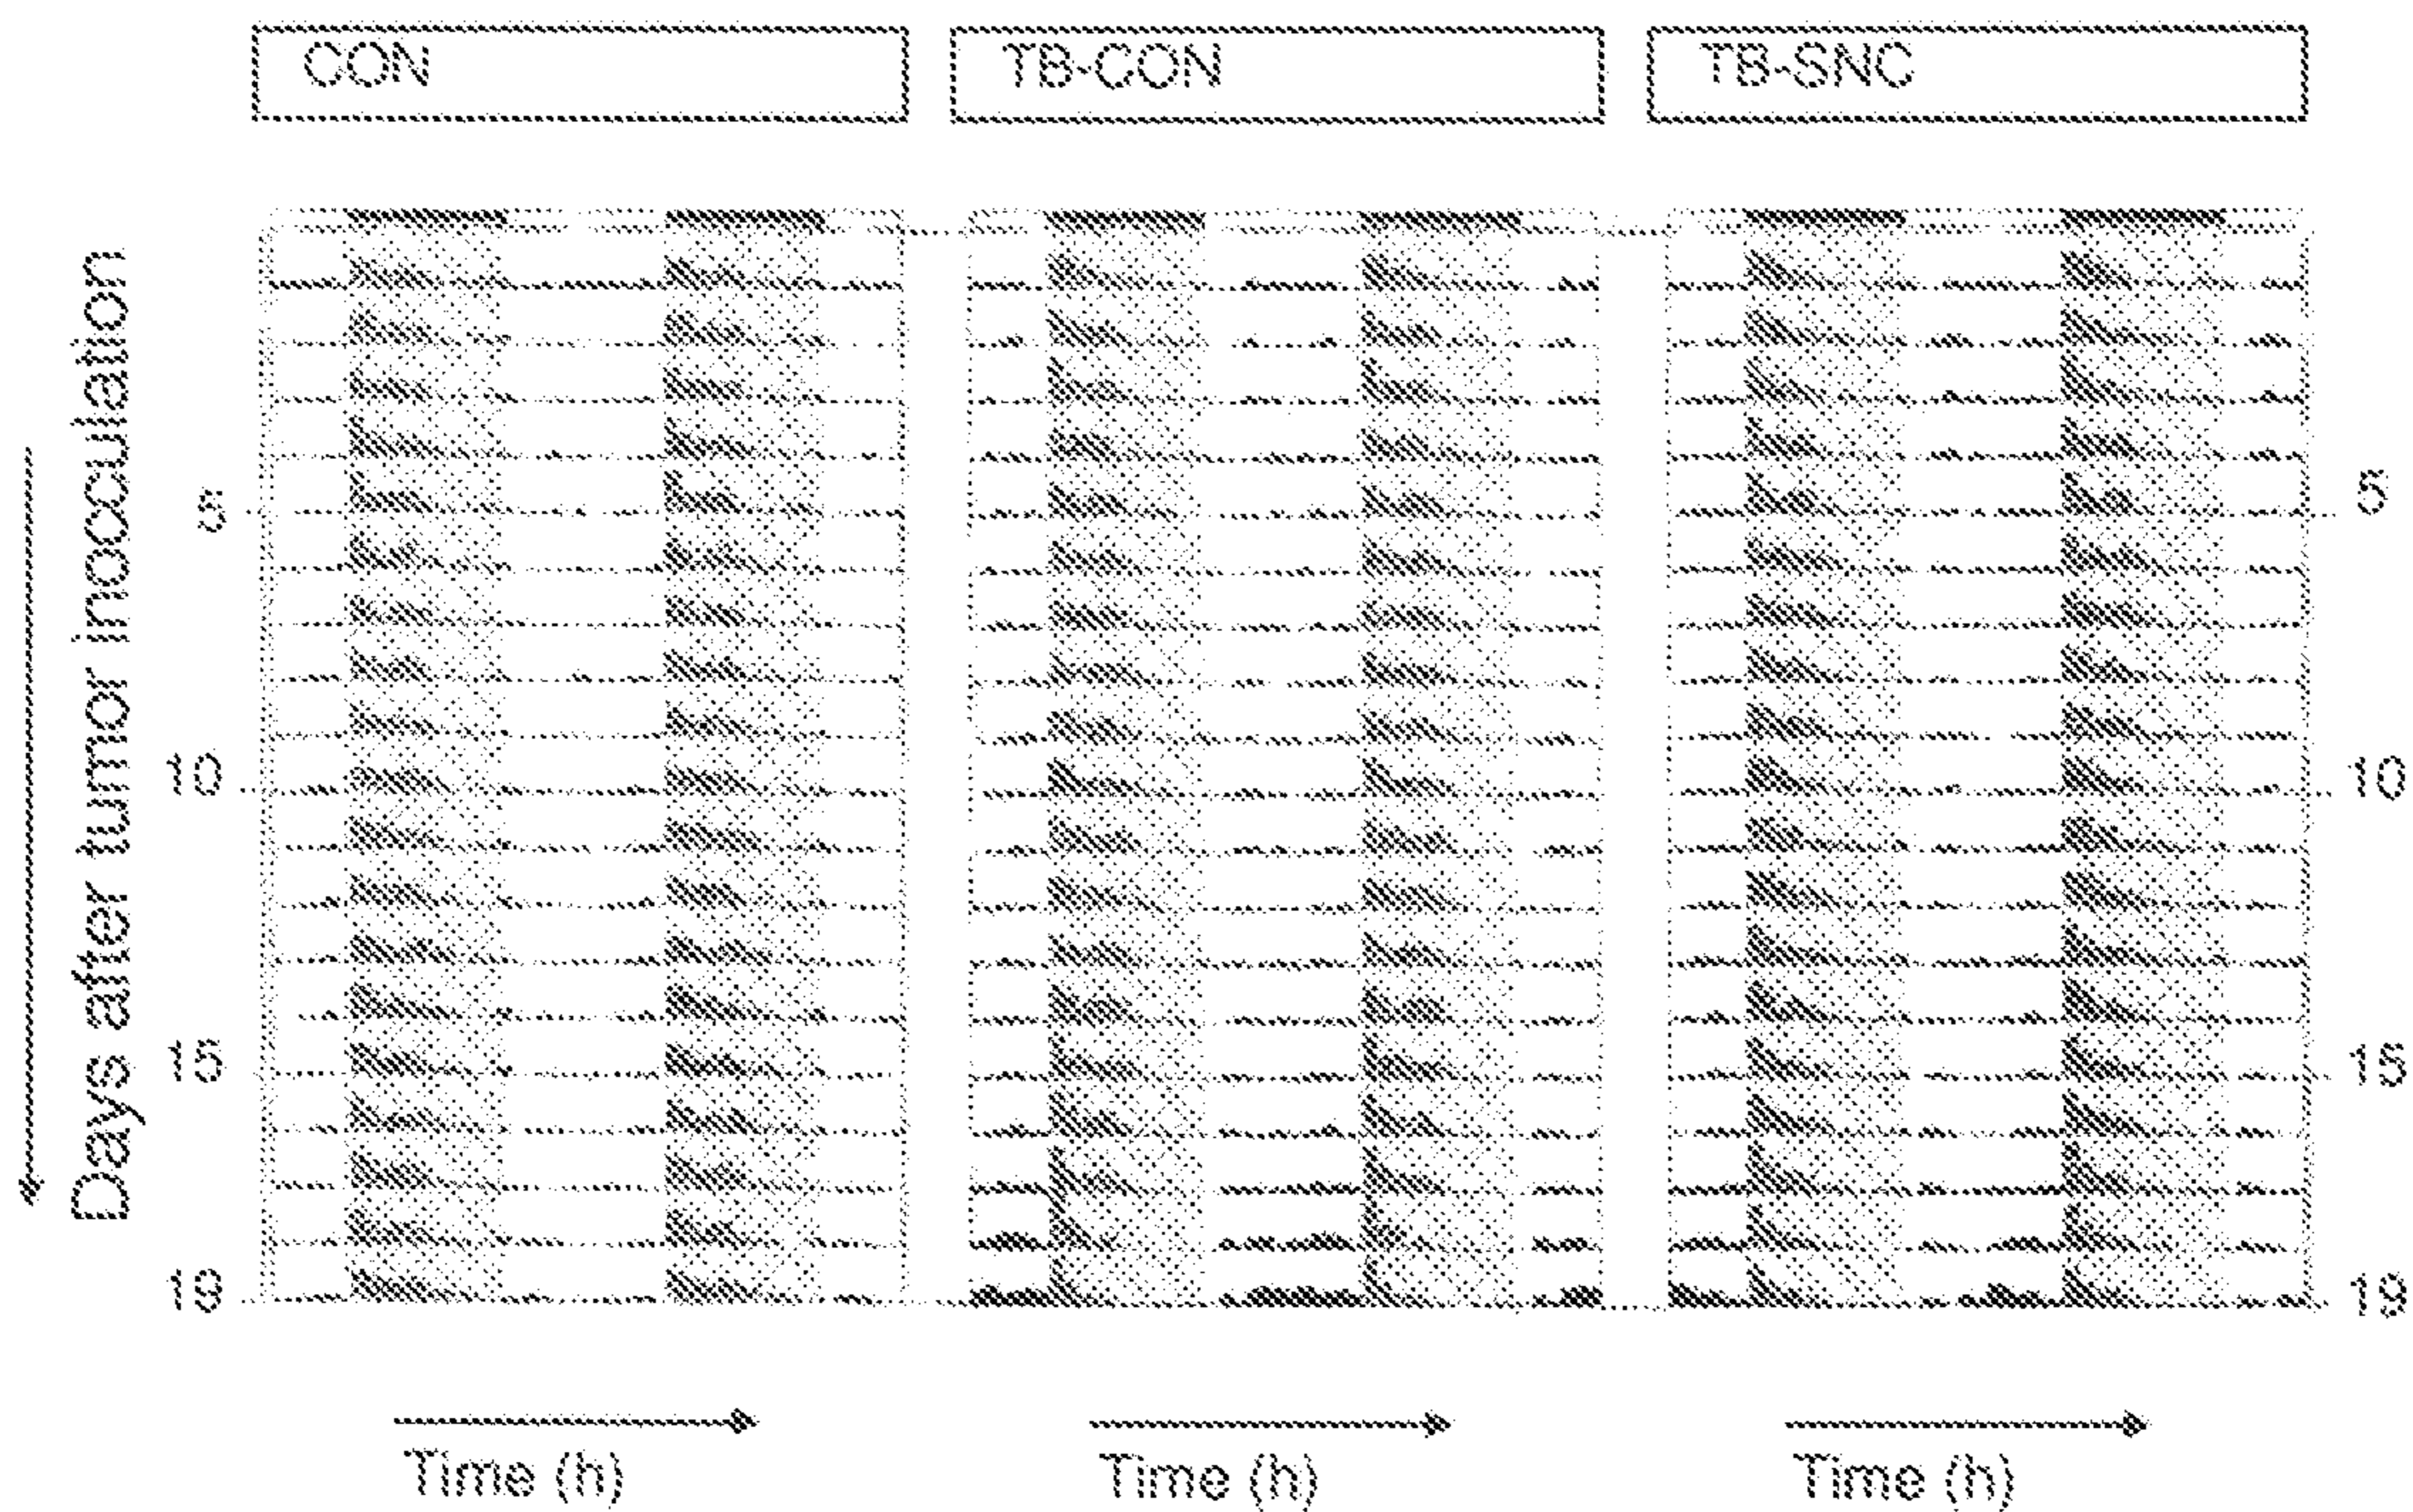 CON
TB-CON
TB-SNC
Days after tumor inocculation
5
10
15
19
5
10
15
19
Time (h)
Time (h)
Time (h)